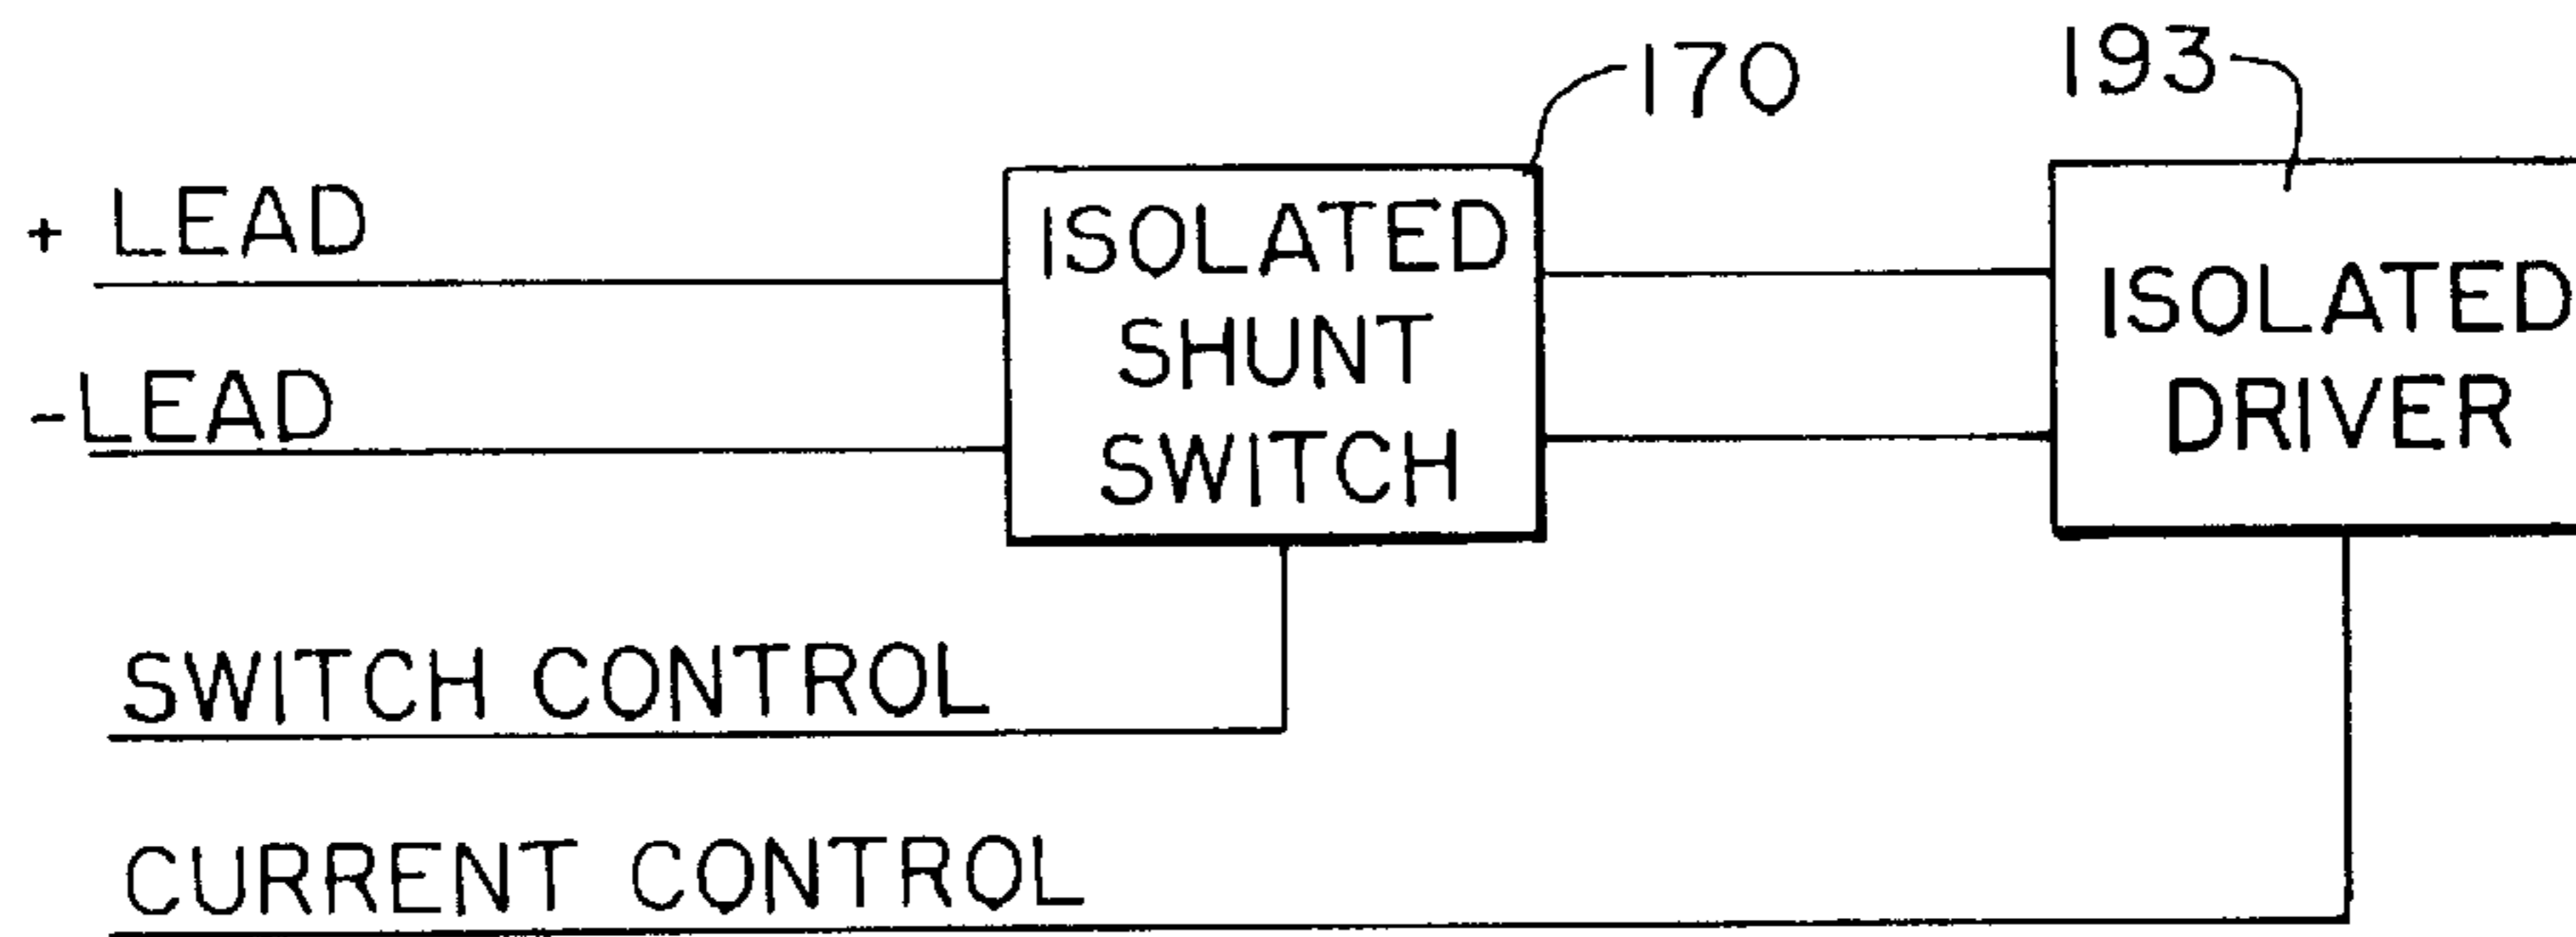 170
193
+ LEAD
-LEAD
ISOLATED
SHUNT
SWITCH
ISOLATED
DRIVER
SWITCH CONTROL
CURRENT CONTROL